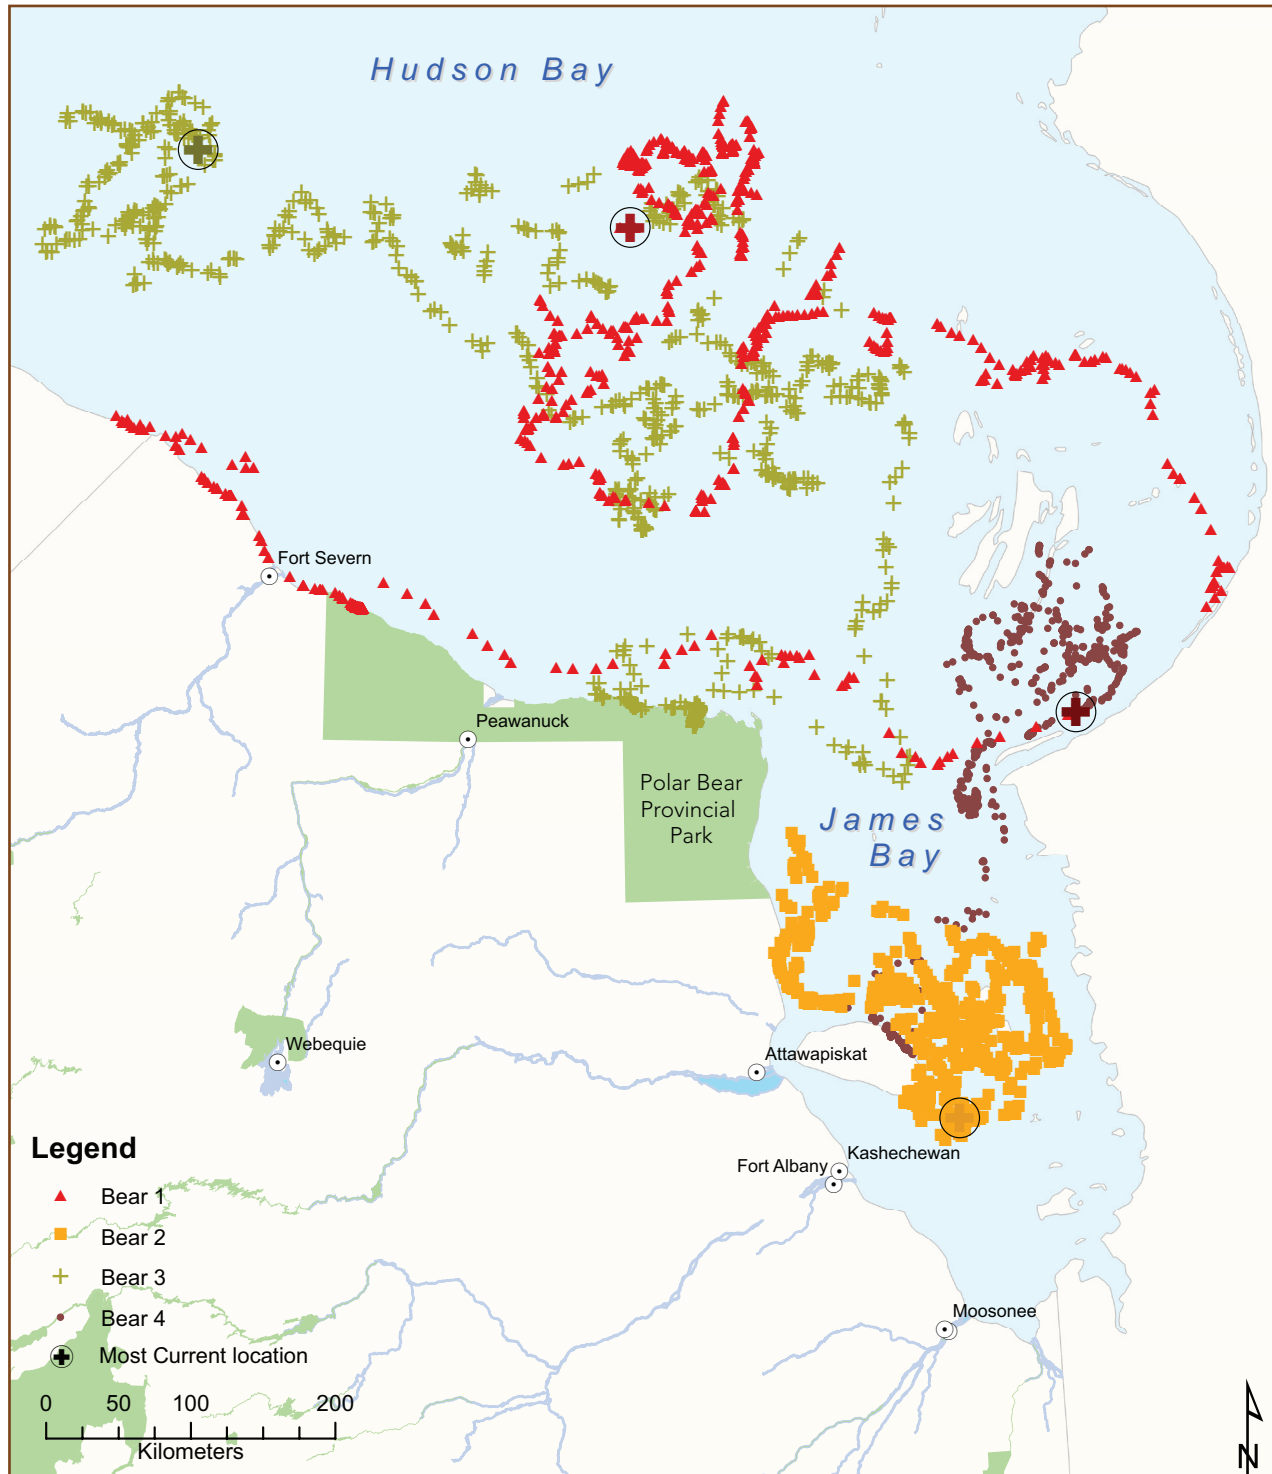 Hudson Bay
Fort Severn
Peawanuck
Polar Bear
Provincial
Park
James
Bay
Webequie
Attawapiskat
Kashechewan
Fort Albany
Moosonee
Legend
Bear 1
Bear 2
Bear 3
Bear 4
Most Current location
0 50 100 200
Kilometers
N